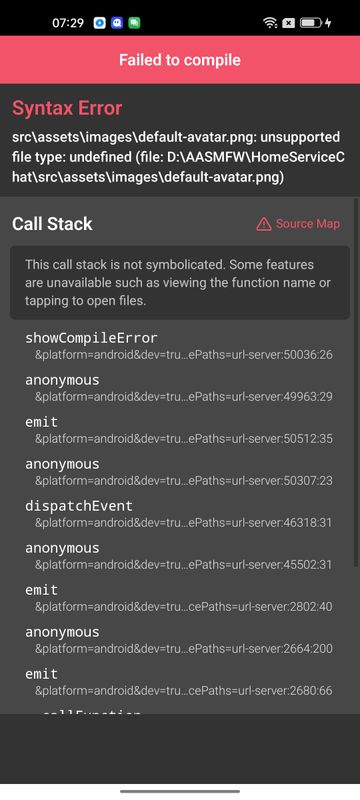 07:29
Failed to compile
Syntax Error
src\assets\images\default-avatar.png: unsupported
file type: undefined (file: D:\AASMFW\HomeServiceC
hat\src\assets\images\default-avatar.png)
Call Stack
Source Map
This call stack is not symbolicated. Some features
are unavailable such as viewing the function name or
tapping to open files.
showCompileError
&platform=android&dev=tru…ePaths=url-server:50036:26
anonymous
&platform=android&dev=tru…ePaths=url-server:49963:29
emit
&platform=android&dev=tru…ePaths=url-server:50512:35
anonymous
&platform=android&dev=tru…ePaths=url-server:50307:23
dispatchEvent
&platform=android&dev=tru…ePaths=url-server:46318:31
anonymous
&platform=android&dev=tru…ePaths=url-server:45502:31
emit
&platform=android&dev=tru…cePaths=url-server:2802:40
anonymous
&platform=android&dev=tru…ePaths=url-server:2664:200
emit
&platform=android&dev=tru…cePaths=url-server:2680:66